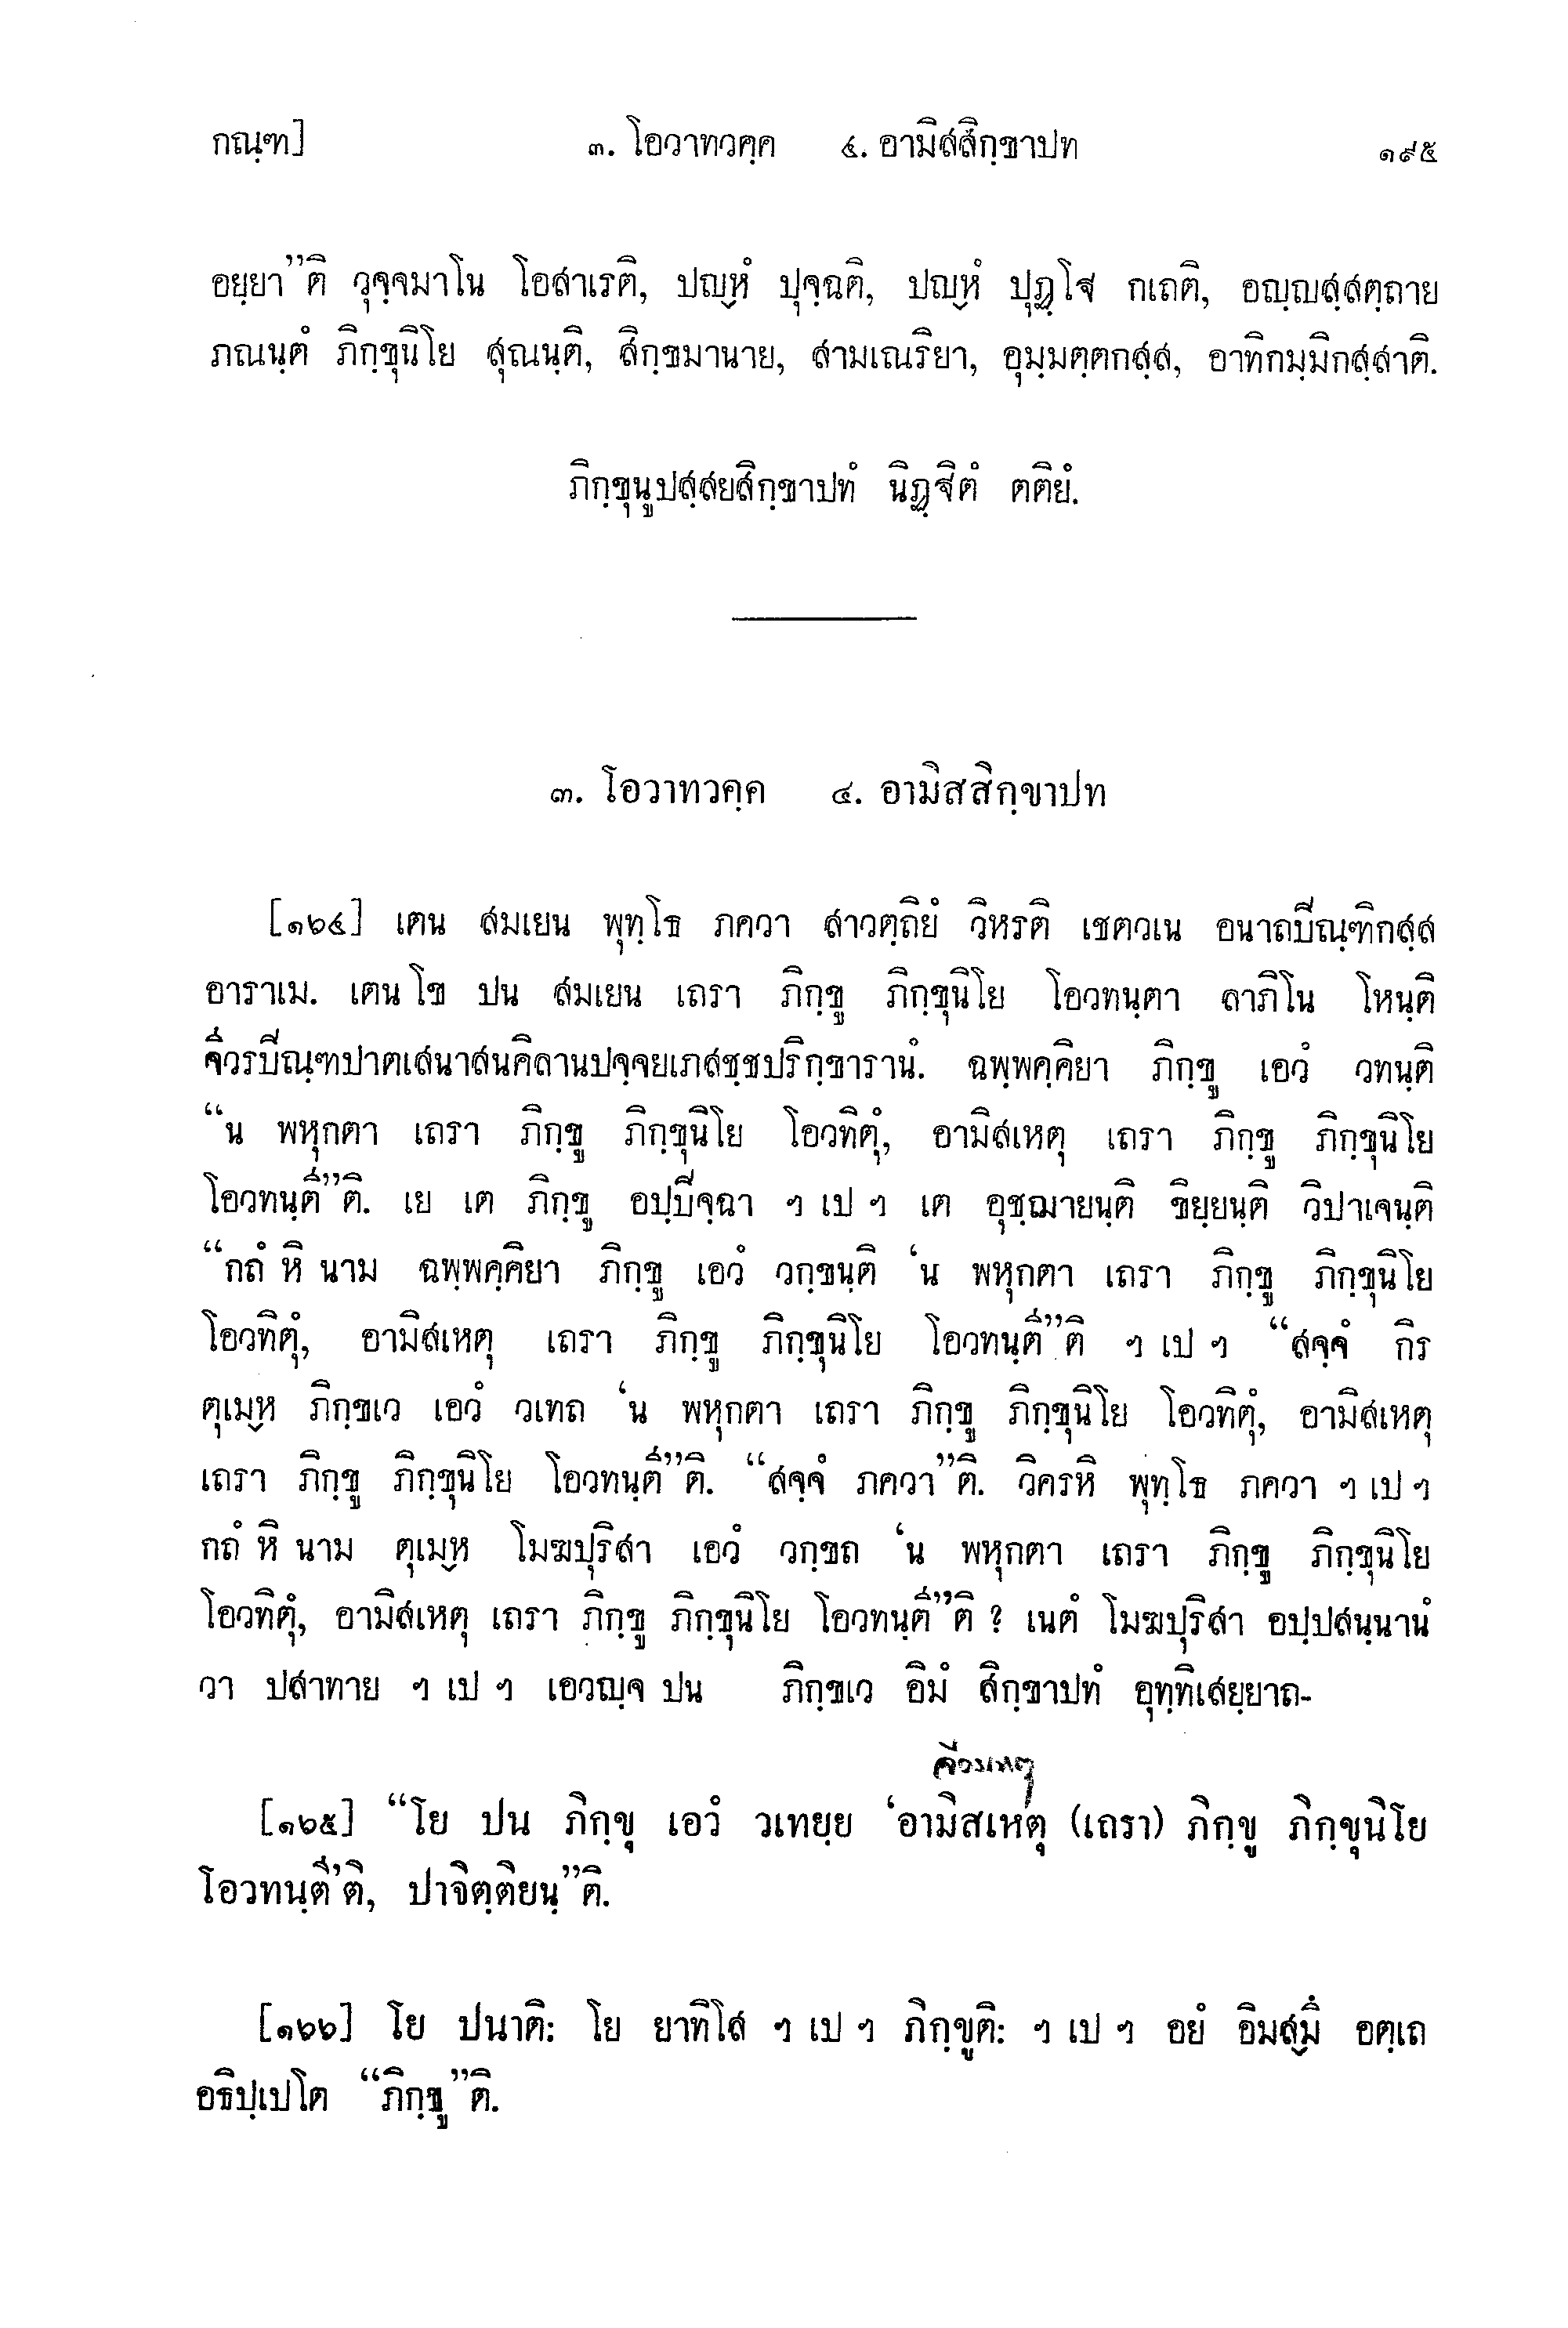 กณฺฑ] ๓. โอวาทวคฺค ๔. อามิสสิกฺขาปท ๑๙๕
อยฺยา”ติ วุจฺจมาโน โอสาเรติ, ปญฺหํ ปุจฺฉติ, ปญฺหํ ปุฏฺโฐ กเถติ, อญฺญสฺสตฺถาย
ภณนฺตํ ภิกฺขุนิโย สุณนฺติ, สิกฺขมานาย, สามเณริยา, อุมฺมตฺตกสฺส, อาทิกมฺมิกสฺสาติ.
ภิกฺขุนูปสฺสยสิกฺขาปทํ นิฏฺฐิตํ ตติยํ.
๓. โอวาทวคฺค ๔. อามิสสิกฺขาปท
[๑๖๔] เตน สมเยน พุทฺโธ ภควา สาวตฺถิยํ วิหรติ เชตวเน อนาถปิณฺฑิกสฺส
อาราเม. เตน โข ปน สมเยน เถรา ภิกฺขู ภิกฺขุนิโย โอวทนฺตา ลาภิโน โหนฺติ
จีวรปิณฺฑปาตเสนาสนคิลานปจฺจยเภสชฺชปริกฺขารานํ. ฉพฺพคฺคิยา ภิกฺขู เอวํ วทนฺติ
“น พหุกตา เถรา ภิกฺขู ภิกฺขุนิโย โอวทิตุํ, อามิสเหตุ เถรา ภิกฺขู ภิกฺขุนิโย
โอวทนฺตี”ติ. เย เต ภิกฺขู อปฺปิจฺฉา ฯ เป ฯ เต อุชฺฌายนฺติ ขิยฺยนฺติ วิปาเจนฺติ
“กถํ หิ นาม ฉพฺพคฺคิยา ภิกฺขู เอวํ วกฺขนฺติ ‘น พหุกตา เถรา ภิกฺขู ภิกฺขุนิโย
โอวทิตุํ, อามิสเหตุ เถรา ภิกฺขู ภิกฺขุนิโย โอวทนฺตี”ติ ฯ เป ฯ “สจฺจํ กิร
ตุเมฺห ภิกฺขเว เอวํ วเทถ ‘น พหุกตา เถรา ภิกฺขู ภิกฺขุนิโย โอวทิตุํ, อามิสเหตุ
เถรา ภิกฺขู ภิกฺขุนิโย โอวทนฺตี”ติ. “สจฺจํ ภควา”ติ. วิครหิ พุทฺโธ ภควา ฯ เป ฯ
กถํ หิ นาม ตุเมฺห โมฆปุริสา เอวํ วกฺขถ ‘น พหุกตา เถรา ภิกฺขู ภิกฺขุนิโย
โอวทิตุํ, อามิสเหตุ เถรา ภิกฺขู ภิกฺขุนิโย โอวทนฺตี”ติ ? เนตํ โมฆปุริสา อปฺปสนฺนานํ
วา ปสาทาย ฯ เป ฯ เอวญฺจ ปน ภิกฺขเว อิมํ สิกฺขาปทํ อุทฺทิเสยฺยาถ-
จีวรเหตุ
[๑๖๕] “โย ปน ภิกฺขุ เอวํ วเทยฺย ‘อามิสเหตุ (เถรา) ภิกฺขู ภิกฺขุนิโย
โอวทนฺตี’ติ, ปาจิตฺติยนฺ”ติ.
[๑๖๖] โย ปนาติ: โย ยาทิโส ฯ เป ฯ ภิกฺขูติ: ฯ เป ฯ อยํ อิมสฺมึ อตฺเถ
อธิปฺเปโต “ภิกฺขู”ติ.